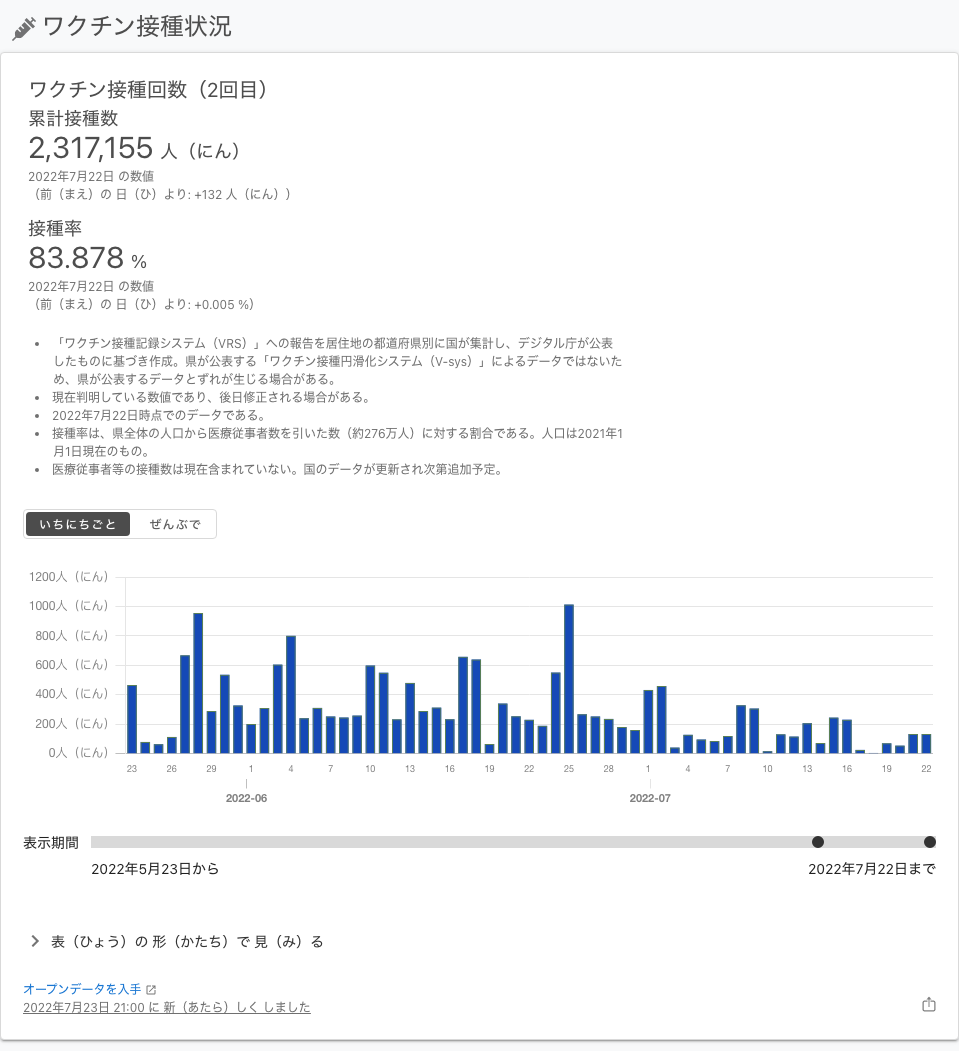 ワクチン接種状況
ワクチン接種回数（2回目）
累計接種数
2,317,155 人（にん）
2022年7月22日 の数値
（前（まえ）の 日（ひ）より: +132 人（にん））
接種率
83.878 %
2022年7月22日 の数値
（前（まえ）の 日（ひ）より: +0.005 %）
• 「ワクチン接種記録システム（VRS）」への報告を居住地の都道府県別に国が集計し、デジタル庁が公表
したものに基づき作成。県が公表する「ワクチン接種円滑化システム（V-sys）」によるデータではないた
め、県が公表するデータとずれが生じる場合がある。
• 現在判明している数値であり、後日修正される場合がある。
• 2022年7月22日時点でのデータである。
• 接種率は、県全体の人口から医療従事者数を引いた数（約276万人）に対する割合である。人口は2021年1
月1日現在のもの。
• 医療従事者等の接種数は現在含まれていない。国のデータが更新され次第追加予定。
いちにちごと ぜんぶで
1200人（にん）
1000人（にん）
800人（にん）
600人（にん）
400人（にん）
200人（にん）
0人（にん）
23 26 29 1 4 7 10 13 16 19 22 25 28 1 4 7 10 13 16 19 22
2022-06 2022-07
表示期間
2022年5月23日から 2022年7月22日まで
表（ひょう）の 形（かたち）で 見（み）る
オープンデータを入手
2022年7月23日 21:00 に 新（あたら）しく しました